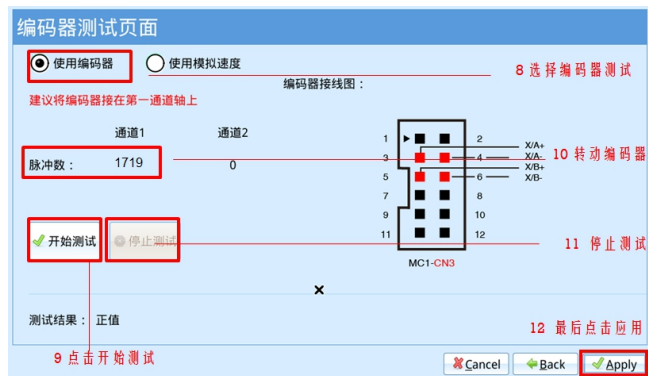 编码器测试页面
使用编码器 使用模拟速度
8 选择编码器测试
编码器接线图：
建议将编码器接在第一通道轴上
通道1 通道2
脉冲数： 1719 0
1 2 X/A+
3 4 X/A-
X/B+
5 6 X/B-
7 8
9 10
11 12
MC1-CN3
10 转动编码器
开始测试 停止测试
11 停止测试
测试结果： 正值
12 最后点击应用
9 点击开始测试
Cancel Back Apply